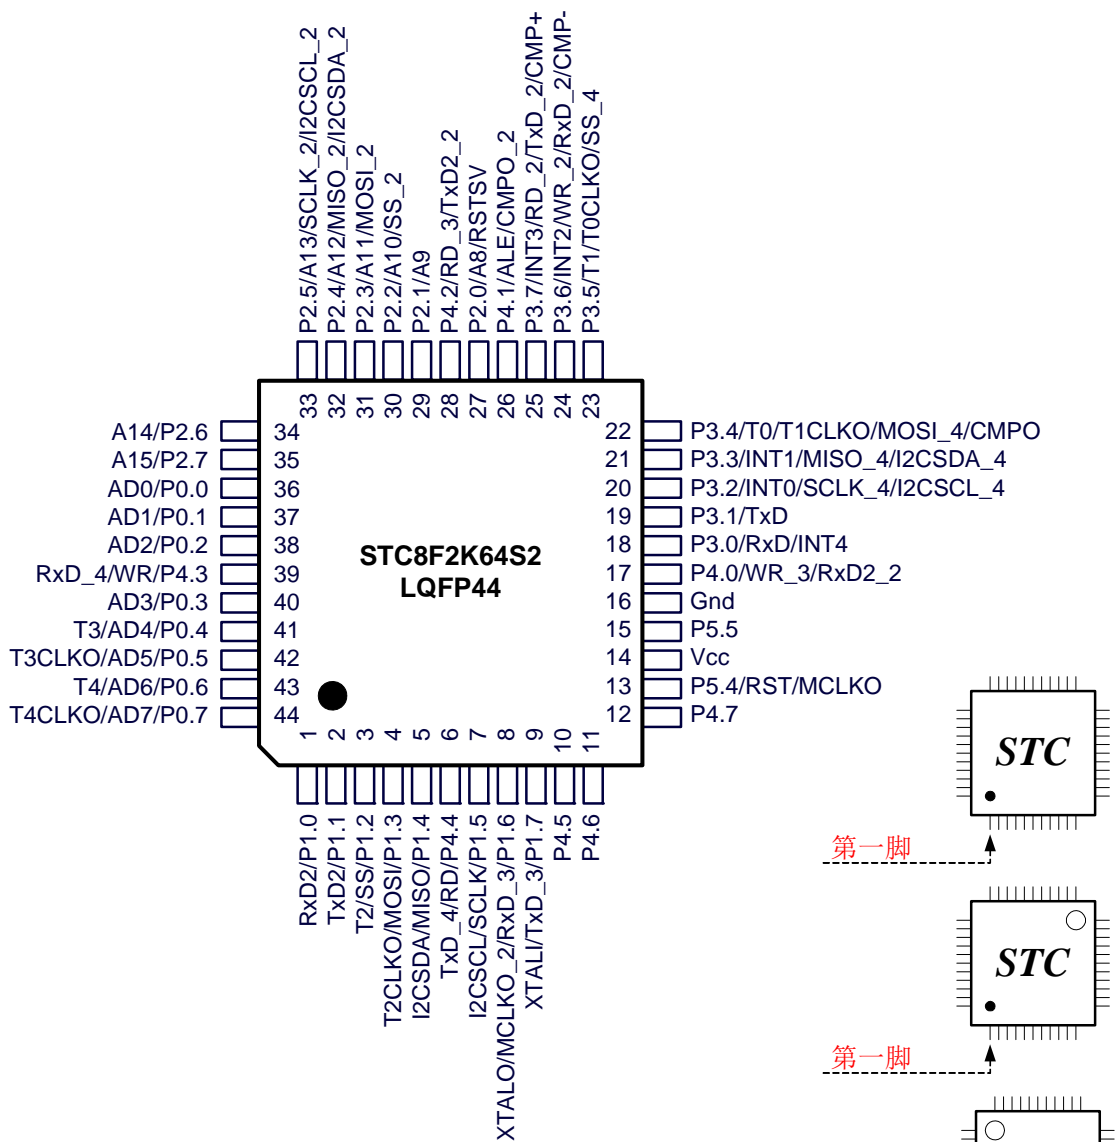 P2.5/A13/SCLK_2/I2CSCL_2
P2.4/A12/MISO_2/I2CSDA_2
P2.3/A11/MOSI_2
P2.2/A10/SS_2
P2.1/A9
P4.2/RD_3/TxD2_2
P2.0/A8/RSTSV
P4.1/ALE/CMPO_2
P3.7/INT3/RD_2/TxD_2/CMP+
P3.6/INT2/WR_2/RxD_2/CMP-
P3.5/T1/T0CLKO/SS_4
33 32 31 30 29 28 27 26 25 24 23
A14/P2.6 34
A15/P2.7 35
AD0/P0.0 36
AD1/P0.1 37
AD2/P0.2 38
RxD_4/WR/P4.3 39
AD3/P0.3 40
T3/AD4/P0.4 41
T3CLKO/AD5/P0.5 42
T4/AD6/P0.6 43
T4CLKO/AD7/P0.7 44
STC8F2K64S2
LQFP44
22 P3.4/T0/T1CLKO/MOSI_4/CMPO
21 P3.3/INT1/MISO_4/I2CSDA_4
20 P3.2/INT0/SCLK_4/I2CSCL_4
19 P3.1/TxD
18 P3.0/RxD/INT4
17 P4.0/WR_3/RxD2_2
16 Gnd
15 P5.5
14 Vcc
13 P5.4/RST/MCLKO
12 P4.7
1 2 3 4 5 6 7 8 9 10 11
RxD2/P1.0
TxD2/P1.1
T2/SS/P1.2
T2CLKO/MOSI/P1.3
I2CSDA/MISO/P1.4
TxD_4/RD/P4.4
I2CSCL/SCLK/P1.5
XTALO/MCLKO_2/RxD_3/P1.6
XTALI/TxD_3/P1.7
P4.5
P4.6
STC
第一脚
STC
第一脚